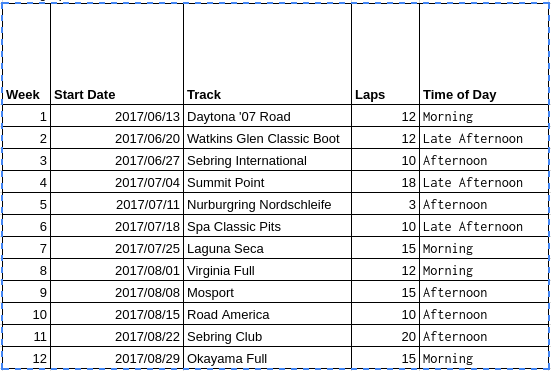 Week Start Date Track Laps Time of Day
1 2017/06/13 Daytona '07 Road 12 Morning
2 2017/06/20 Watkins Glen Classic Boot 12 Late Afternoon
3 2017/06/27 Sebring International 10 Afternoon
4 2017/07/04 Summit Point 18 Late Afternoon
5 2017/07/11 Nurburgring Nordschleife 3 Afternoon
6 2017/07/18 Spa Classic Pits 10 Late Afternoon
7 2017/07/25 Laguna Seca 15 Morning
8 2017/08/01 Virginia Full 12 Morning
9 2017/08/08 Mosport 15 Afternoon
10 2017/08/15 Road America 10 Afternoon
11 2017/08/22 Sebring Club 20 Afternoon
12 2017/08/29 Okayama Full 15 Morning